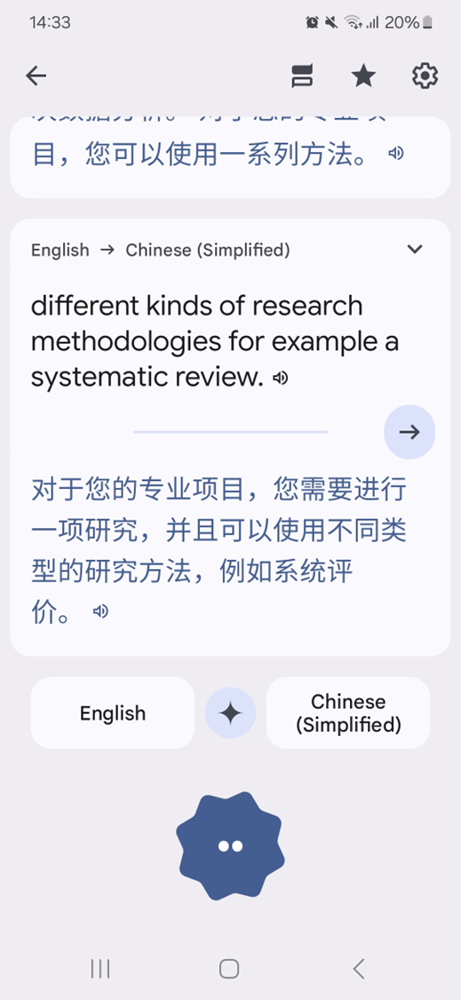 14:33
20%
目，您可以使用一系列方法。
English → Chinese (Simplified)
different kinds of research
methodologies for example a
systematic review.
对于您的专业项目，您需要进行
一项研究，并且可以使用不同类
型的研究方法，例如系统评
价。
English
Chinese
(Simplified)